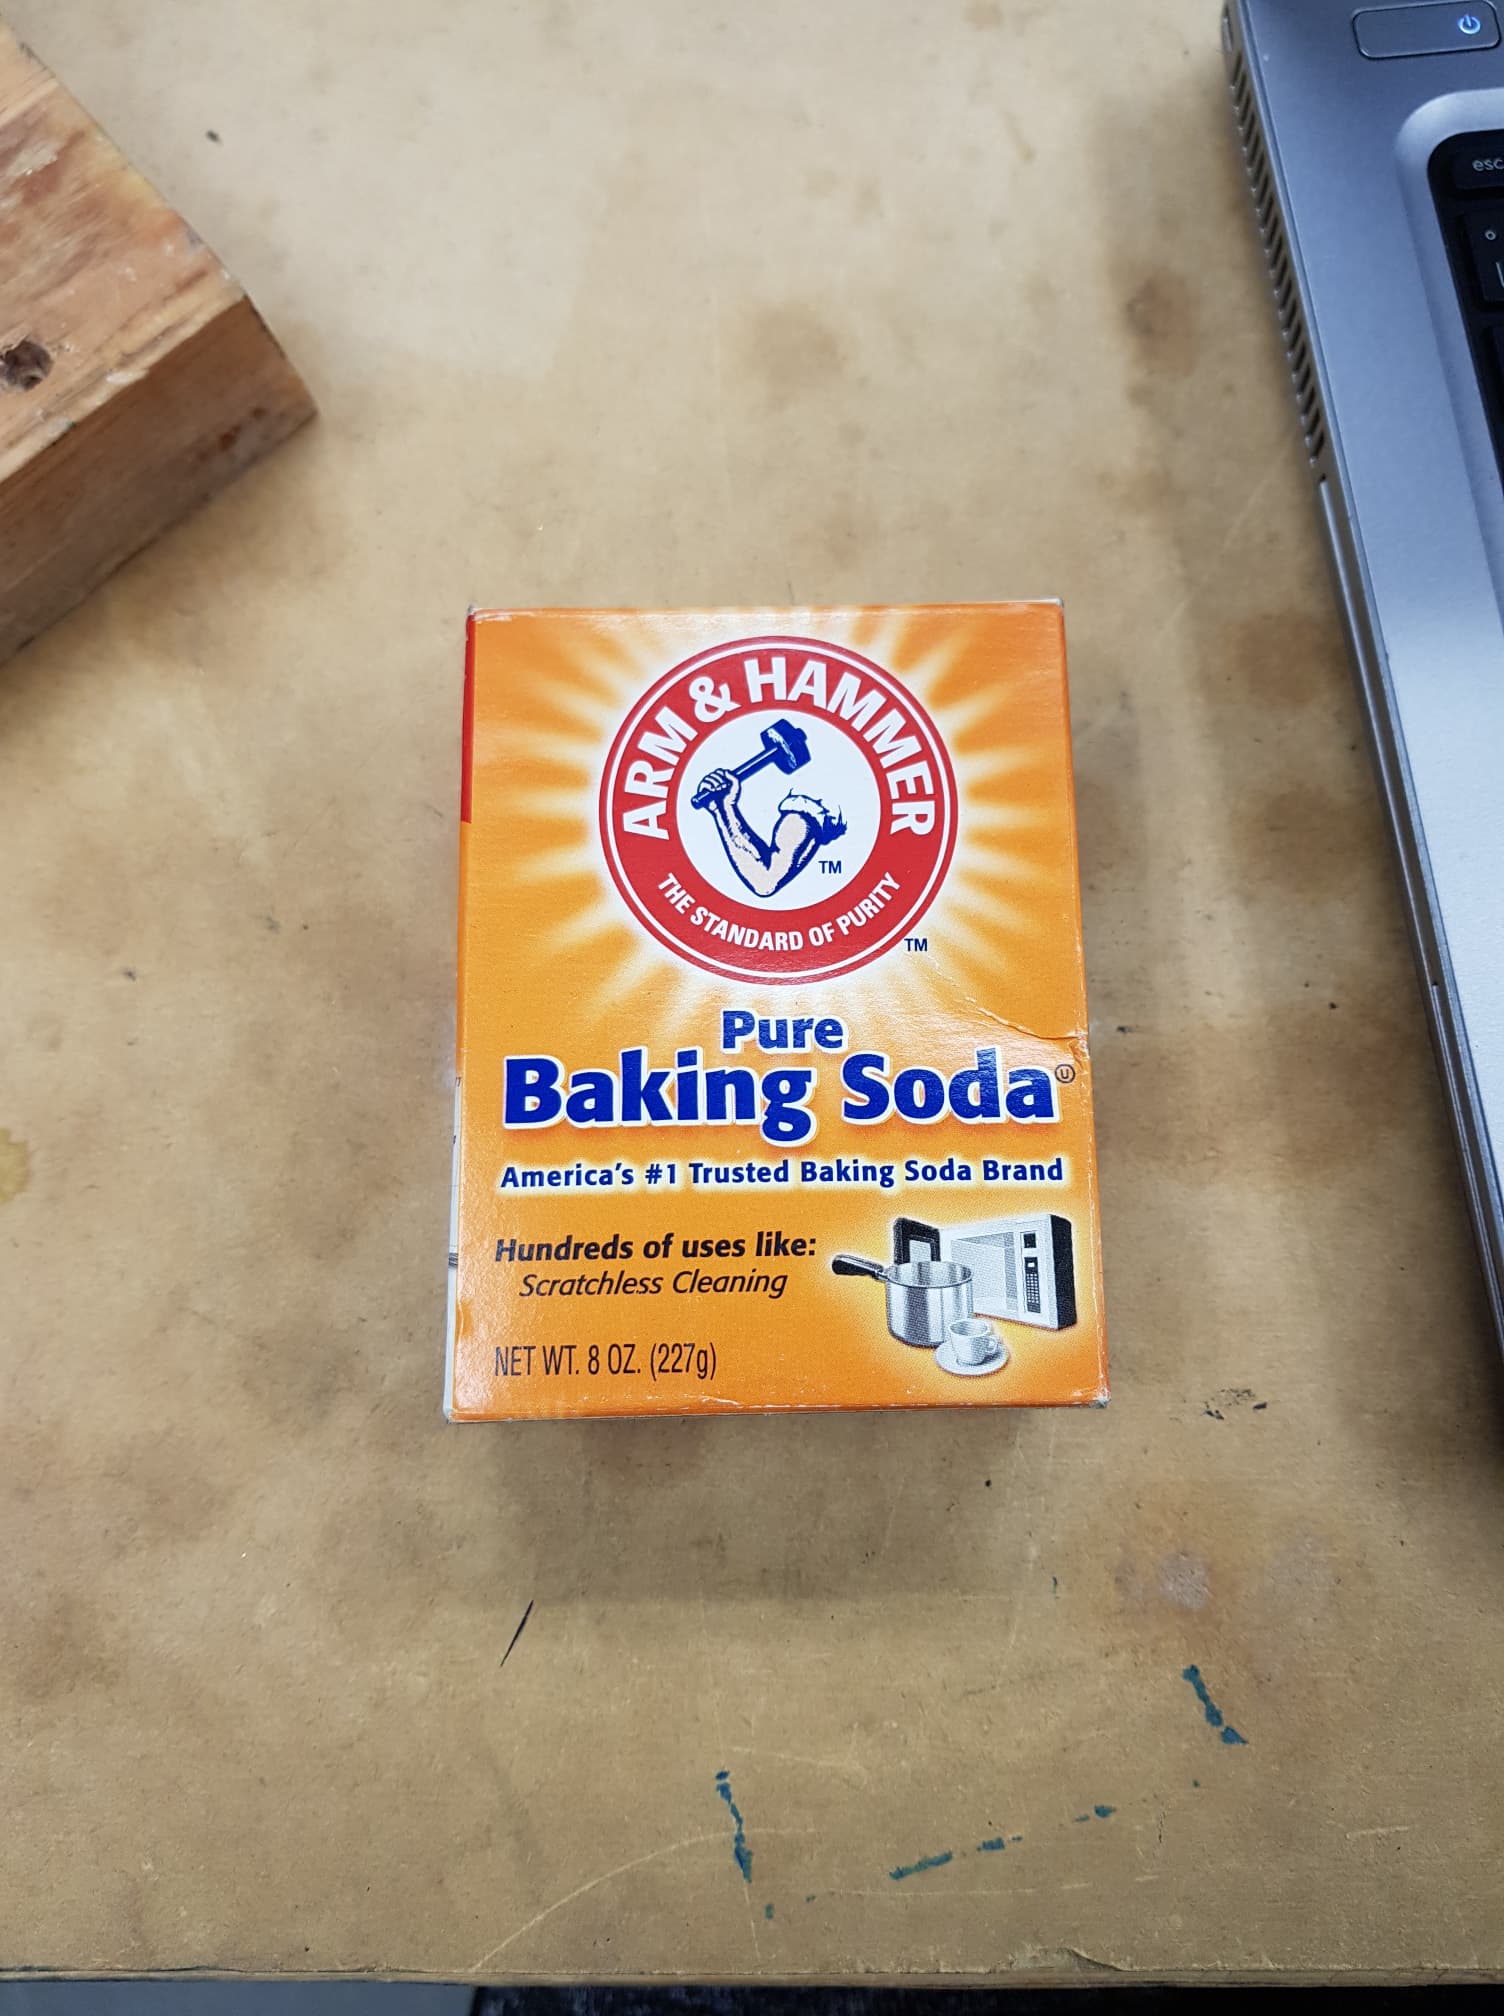 esc
ARM & HAMMER
TM
THE STANDARD OF PURITY
TM
Pure
Baking Soda
U
America's #1 Trusted Baking Soda Brand
Hundreds of uses like:
Scratchless Cleaning
NET WT. 8 OZ. (227g)